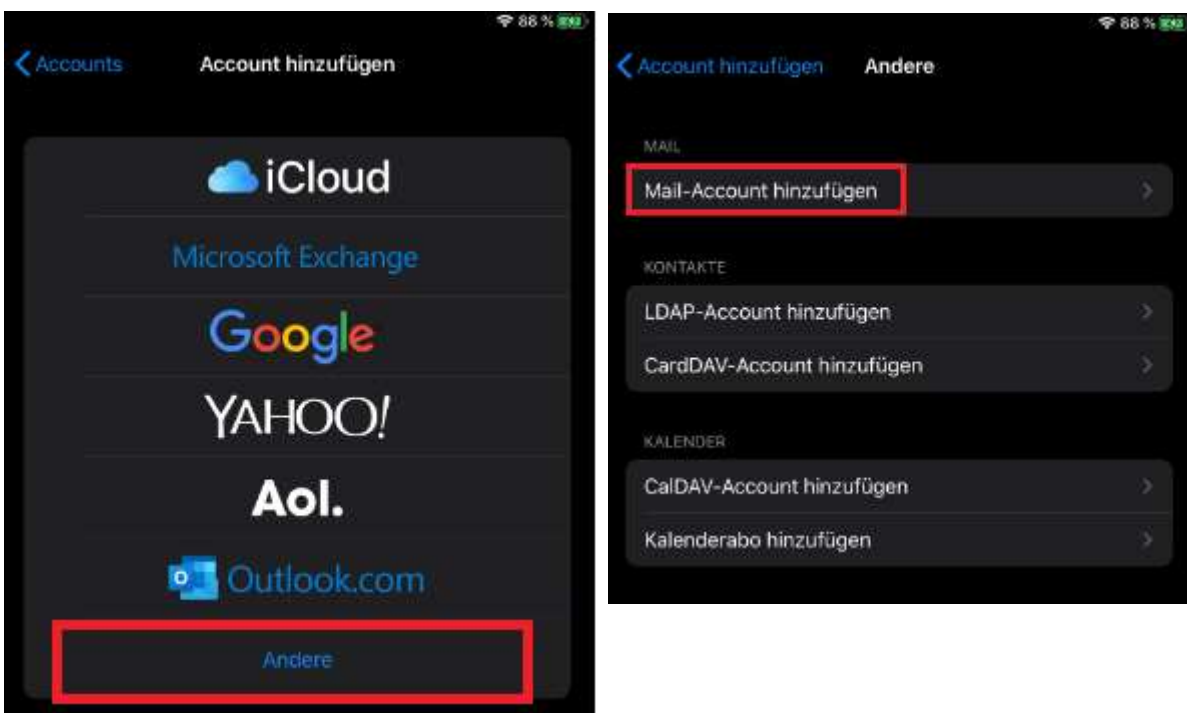 88 %
Accounts Account hinzufügen
iCloud
Microsoft Exchange
Google
YAHOO!
Aol.
Outlook.com
Andere
88 %
Account hinzufügen Andere
MAIL
Mail-Account hinzufügen
KONTAKTE
LDAP-Account hinzufügen
CardDAV-Account hinzufügen
KALENDER
CalDAV-Account hinzufügen
Kalenderabo hinzufügen